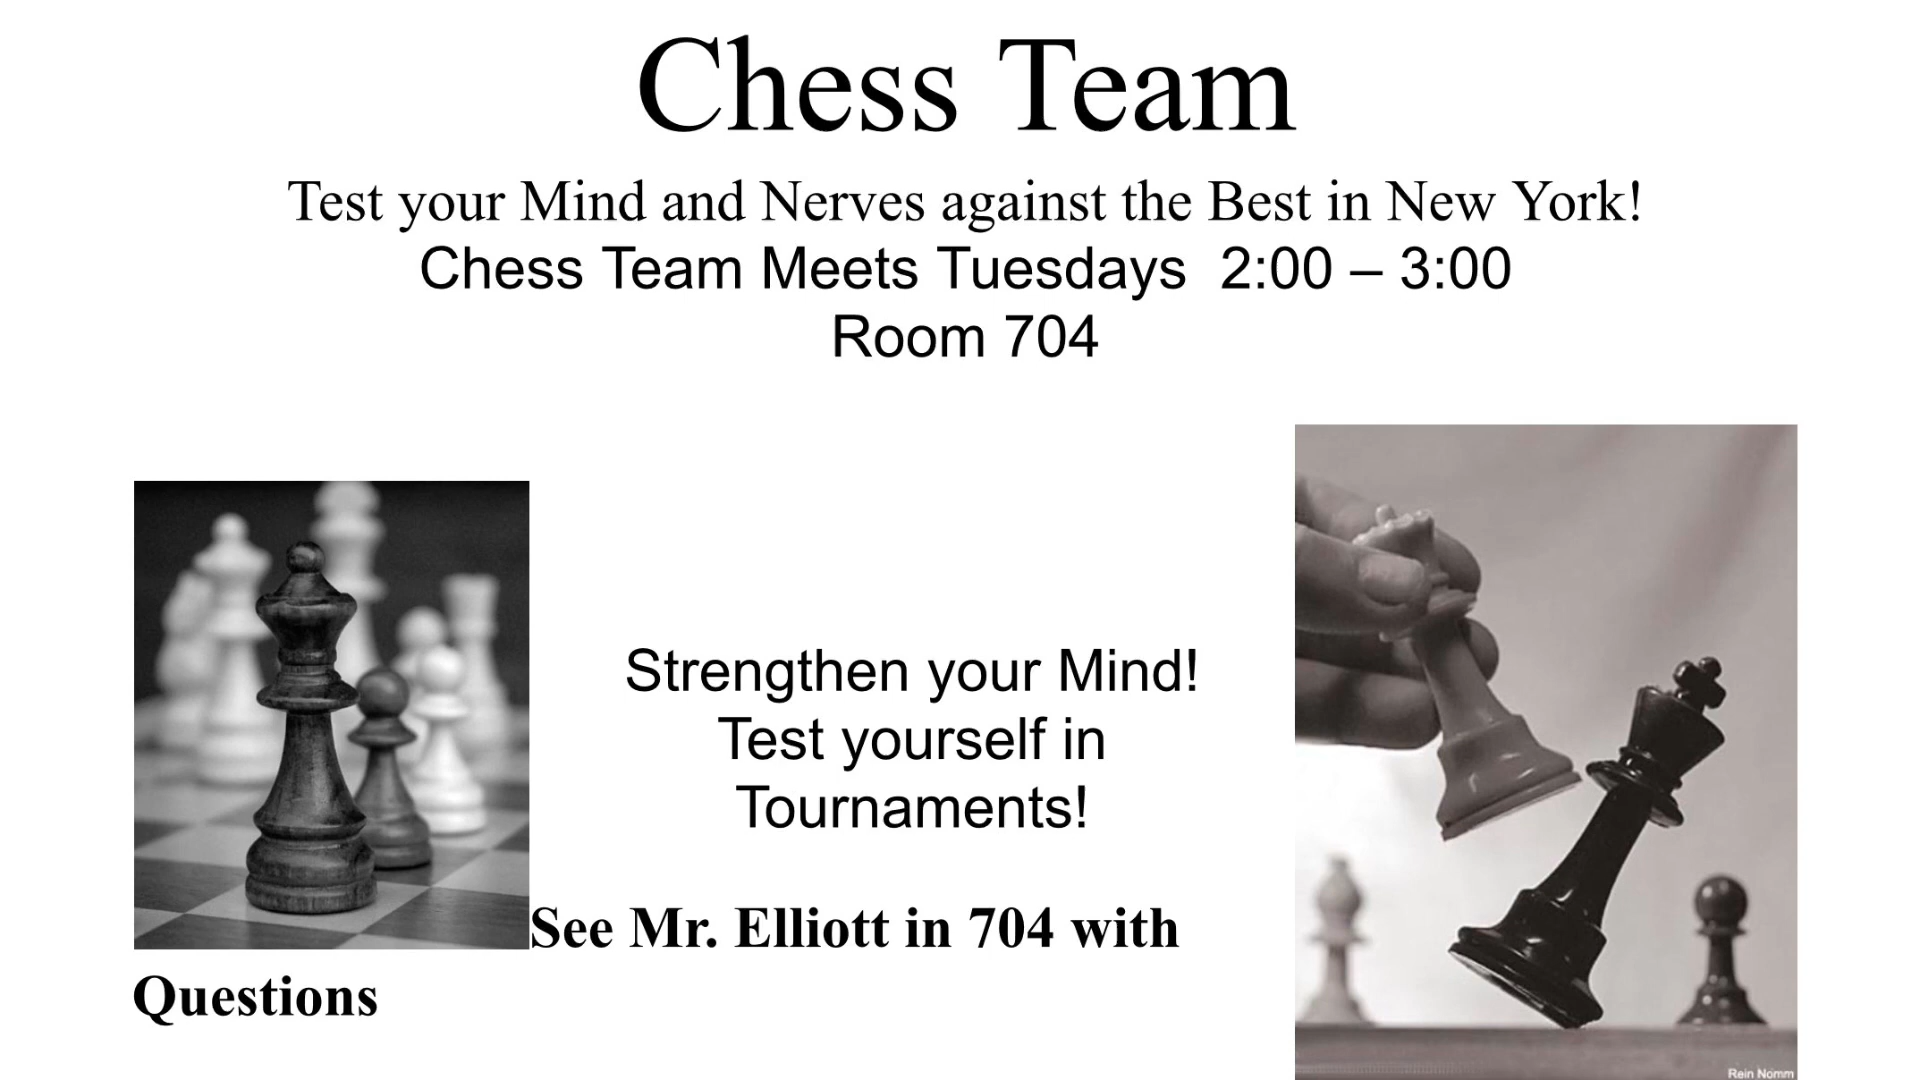 Chess Team
Test your Mind and Nerves against the Best in New York!
Chess Team Meets Tuesdays  2:00 – 3:00
Room 704
Strengthen your Mind!
Test yourself in
Tournaments!
See Mr. Elliott in 704 with
Questions
Rein Nomm